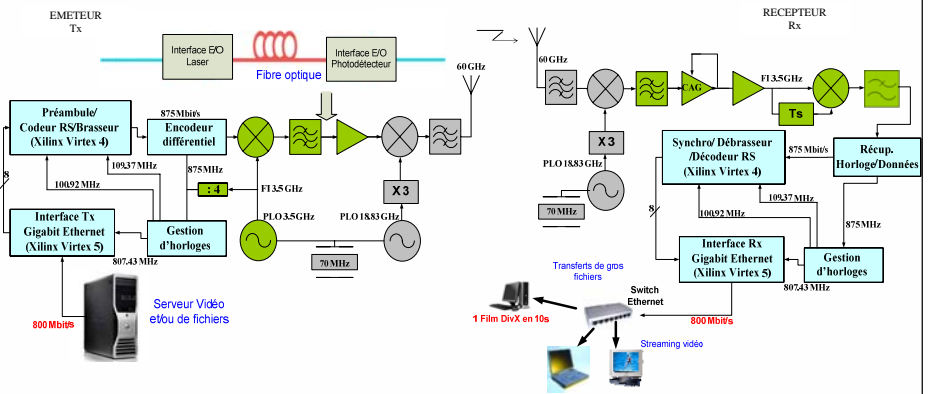 EMETEUR
Tx
RECEPTEUR
Rx
Interface E/O
Laser
Fibre optique
Interface E/O
Photodétecteur
60 GHz
60 GHz
Préambule/
Codeur RS/Brasseur
(Xilinx Virtex 4)
875 Mbit/s
Encodeur
différentiel
109.37 MHz
100.92 MHz
875 MHz
: 4
FI 3.5 GHz
X 3
8
Interface Tx
Gigabit Ethernet
(Xilinx Virtex 5)
Gestion
d'horloges
PLO 3.5 GHz
PLO 18.83 GHz
70 MHz
807.43 MHz
800 Mbit/s
Serveur Vidéo
et/ou de fichiers
CAG
FI 3.5 GHz
Ts
X 3
PLO 18.83 GHz
70 MHz
Synchro/ Débrasseur
/Décodeur RS
(Xilinx Virtex 4)
875 Mbit/s
Récup.
Horloge/Données
109.37 MHz
100.92 MHz
8
875 MHz
Interface Rx
Gigabit Ethernet
(Xilinx Virtex 5)
Gestion
d'horloges
807.43 MHz
Transferts de gros
fichiers
Switch
Ethernet
1 Film DivX en 10s
800 Mbit/s
Streaming vidéo